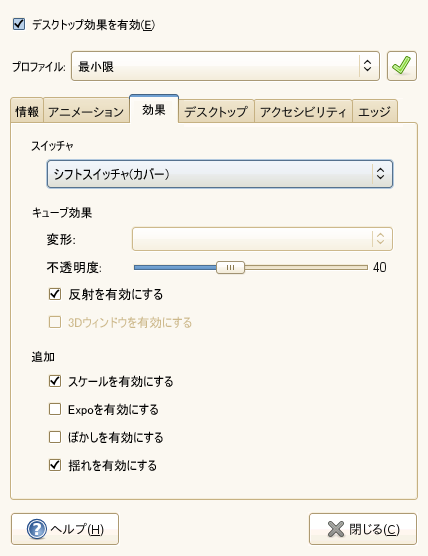 デスクトップ効果を有効(E)
プロファイル: 最小限
情報 アニメーション 効果 デスクトップ アクセシビリティ エッジ
スイッチャ
シフトスイッチャ(カバー)
キューブ効果
変形:
不透明度: 40
反射を有効にする
3Dウィンドウを有効にする
追加
スケールを有効にする
Expoを有効にする
ぼかしを有効にする
揺れを有効にする
ヘルプ(H) 閉じる(C)